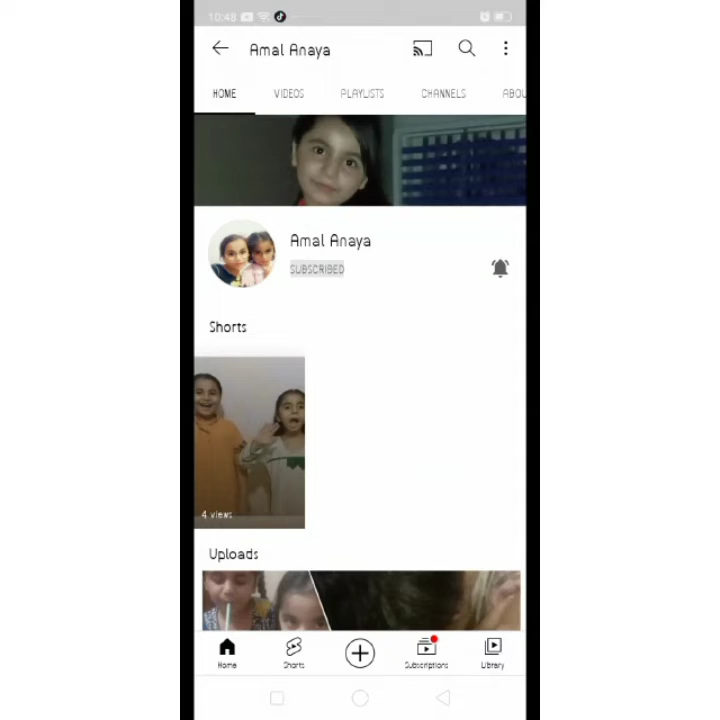 10:48
Amal Anaya
HOME VIDEOS PLAYLISTS CHANNELS ABOU
Amal Anaya
SUBSCRIBED
Shorts
4 views
Uploads
Home Shorts Subscriptions Library